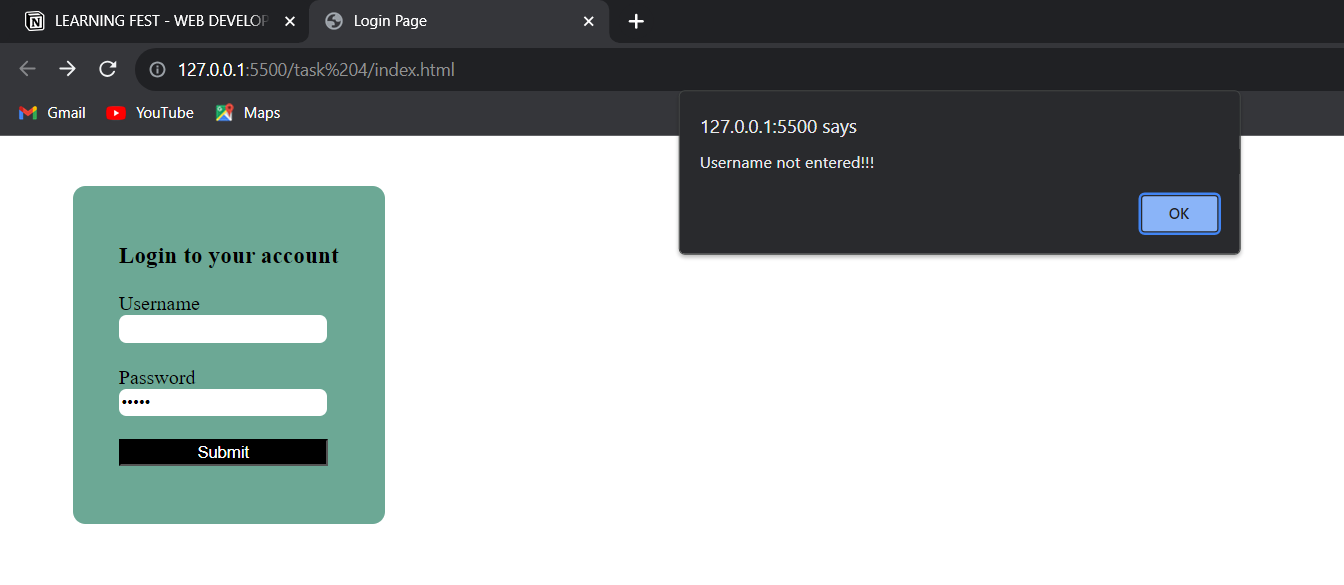 LEARNING FEST - WEB DEVELOP
Login Page
127.0.0.1:5500/task%204/index.html
Gmail
YouTube
Maps
127.0.0.1:5500 says
Username not entered!!!
OK
Login to your account
Username
Password
•••••
Submit